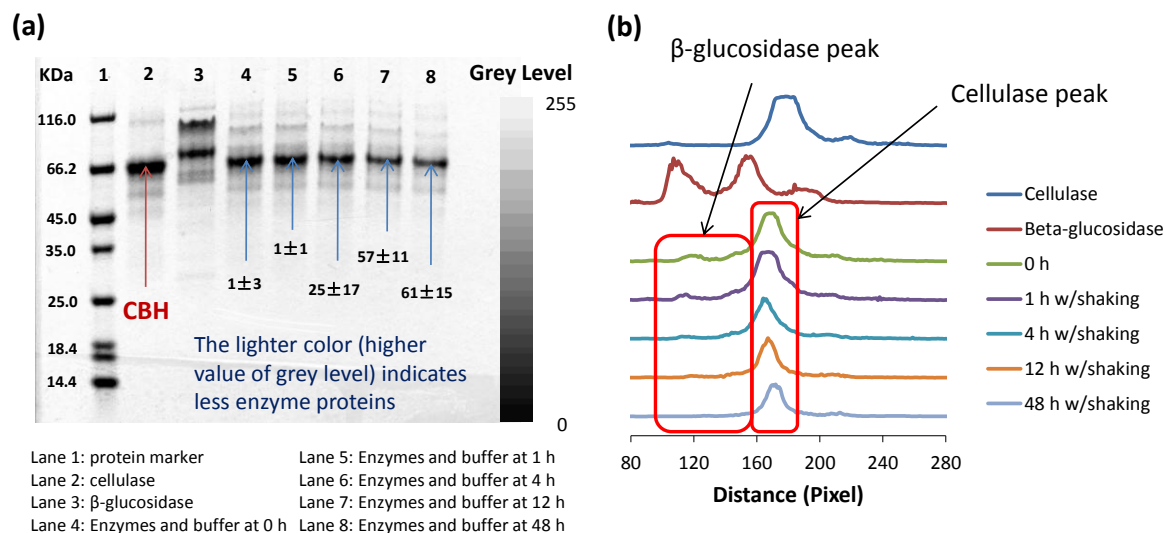 (a)
KDa 1 2 3 4 5 6 7 8 Grey Level
116.0
66.2
45.0
35.0
25.0
18.4
14.4
255
0
1±3
1±1
25±17
57±11
61±15
CBH
The lighter color (higher
value of grey level) indicates
less enzyme proteins
Lane 1: protein marker
Lane 2: cellulase
Lane 3: β-glucosidase
Lane 4: Enzymes and buffer at 0 h
Lane 5: Enzymes and buffer at 1 h
Lane 6: Enzymes and buffer at 4 h
Lane 7: Enzymes and buffer at 12 h
Lane 8: Enzymes and buffer at 48 h
(b)
β-glucosidase peak
Cellulase peak
Cellulase
Beta-glucosidase
0 h
1 h w/shaking
4 h w/shaking
12 h w/shaking
48 h w/shaking
80 120 160 200 240 280
Distance (Pixel)